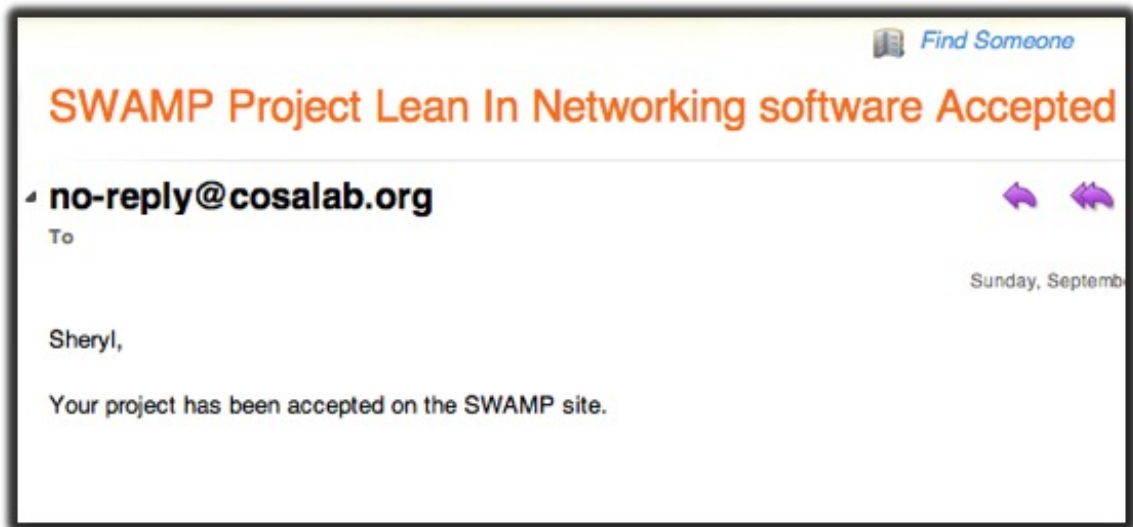 Find Someone
SWAMP Project Lean In Networking software Accepted
no-reply@cosalab.org
To
Sunday, Septemb
Sheryl,
Your project has been accepted on the SWAMP site.